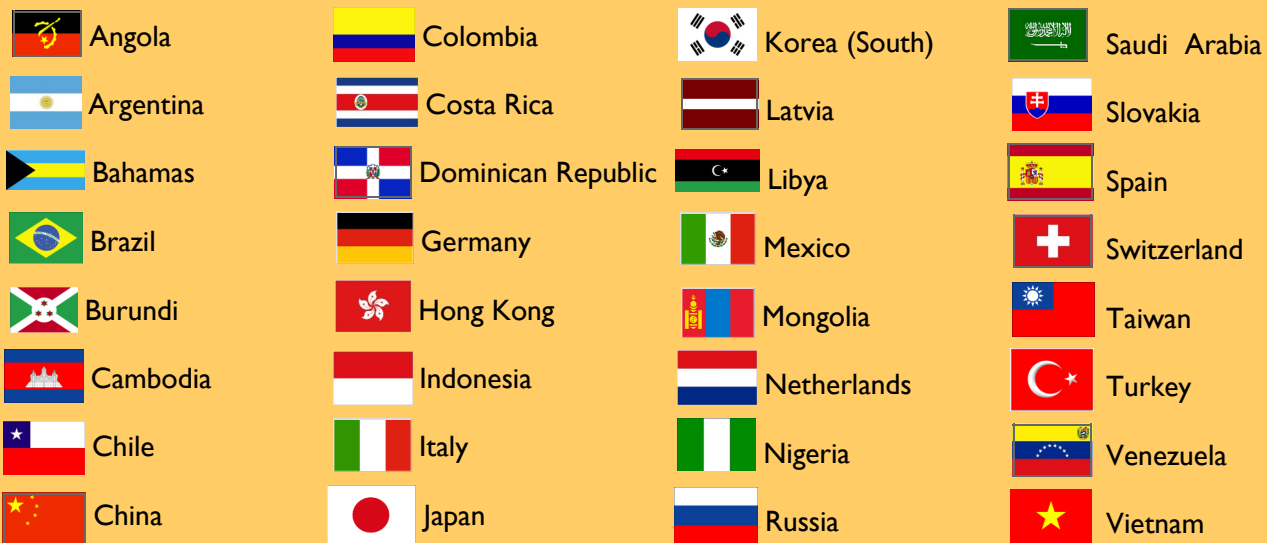 Angola
Argentina
Bahamas
Brazil
Burundi
Cambodia
Chile
China
Colombia
Costa Rica
Dominican Republic
Germany
Hong Kong
Indonesia
Italy
Japan
Korea (South)
Latvia
Libya
Mexico
Mongolia
Netherlands
Nigeria
Russia
Saudi Arabia
Slovakia
Spain
Switzerland
Taiwan
Turkey
Venezuela
Vietnam